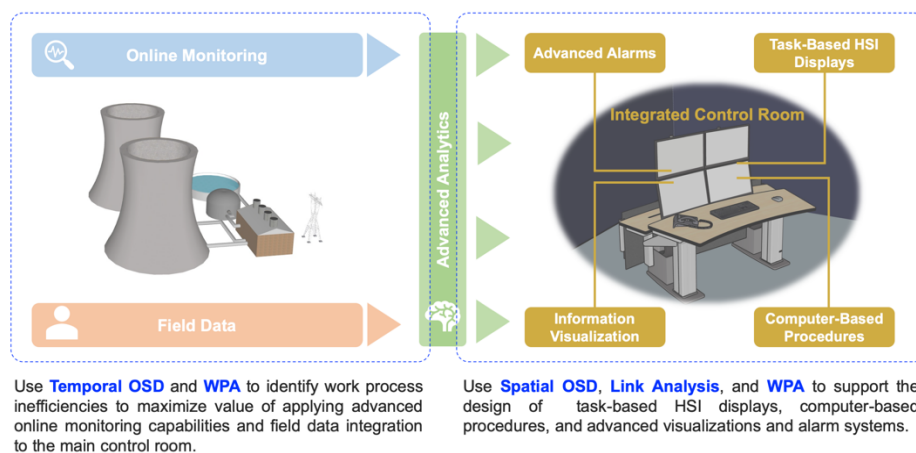 Online Monitoring
Field Data
Advanced Analytics
Advanced Alarms
Task-Based HSI
Displays
Integrated Control Room
Information
Visualization
Computer-Based
Procedures
Use Temporal OSD and WPA to identify work process
inefficiencies to maximize value of applying advanced
online monitoring capabilities and field data integration
to the main control room.
Use Spatial OSD, Link Analysis, and WPA to support the
design of task-based HSI displays, computer-based
procedures, and advanced visualizations and alarm systems.